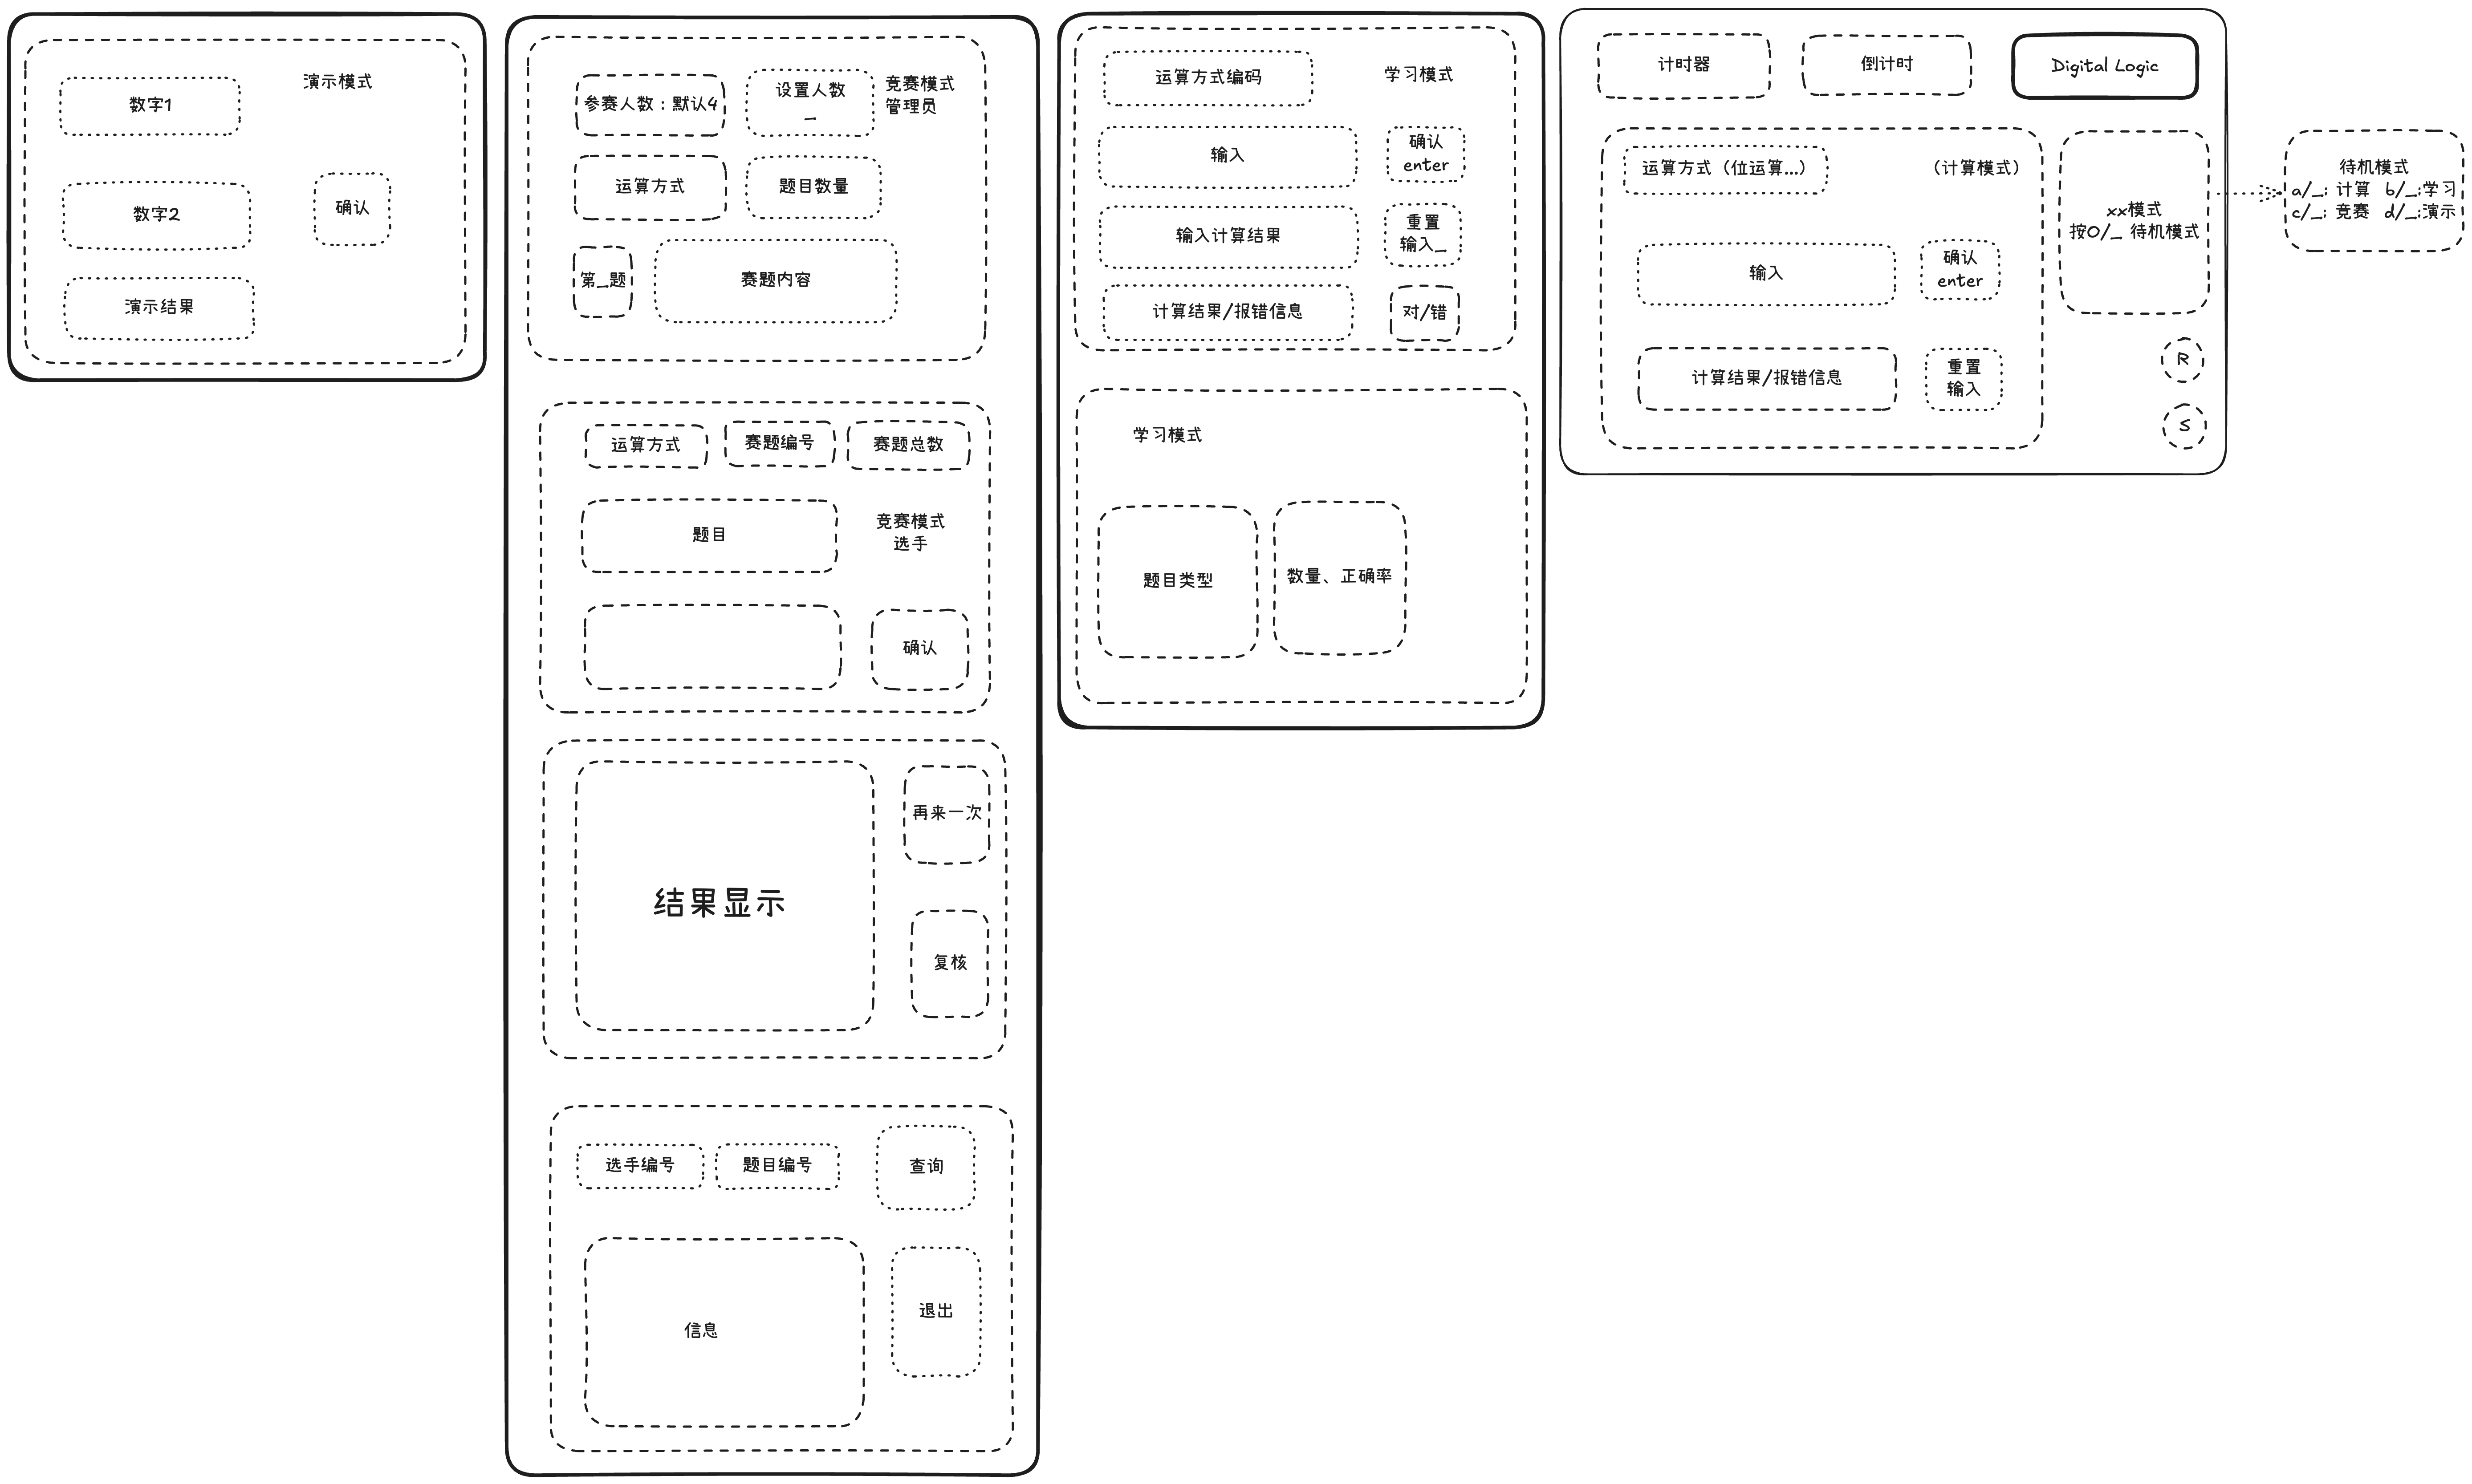 演示模式
数字1
数字2
确认
演示结果
参赛人数：默认4
设置人数
_
竞赛模式
管理员
运算方式
题目数量
第_题
赛题内容
运算方式
赛题编号
赛题总数
题目
竞赛模式
选手
确认
结果显示
再来一次
复核
选手编号
题目编号
查询
信息
退出
运算方式编码
学习模式
输入
确认
enter
输入计算结果
重置
输入_
计算结果/报错信息
对/错
学习模式
题目类型
数量、正确率
计时器
倒计时
Digital Logic
运算方式（位运算...）
（计算模式）
输入
确认
enter
计算结果/报错信息
重置
输入
xx模式
按0/_ 待机模式
R
S
待机模式
a/_: 计算 b/_:学习
c/_: 竞赛 d/_:演示